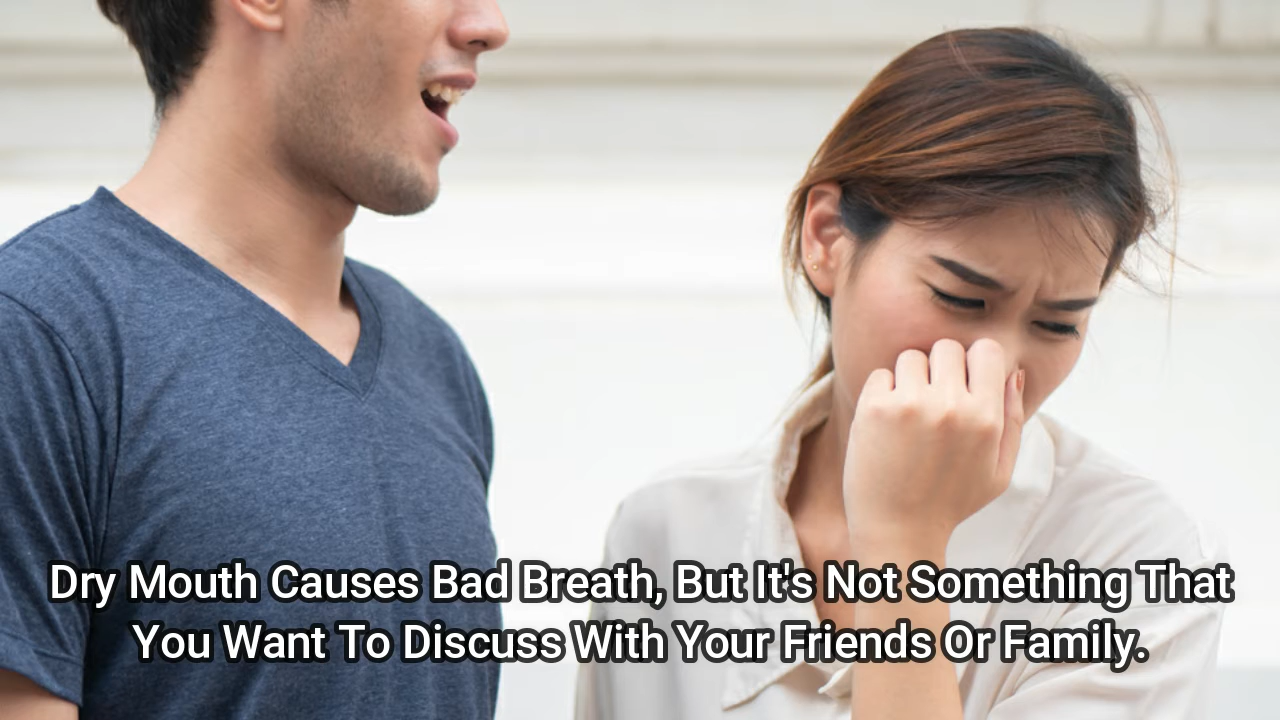 Dry Mouth Causes Bad Breath, But It's Not Something That
You Want To Discuss With Your Friends Or Family.